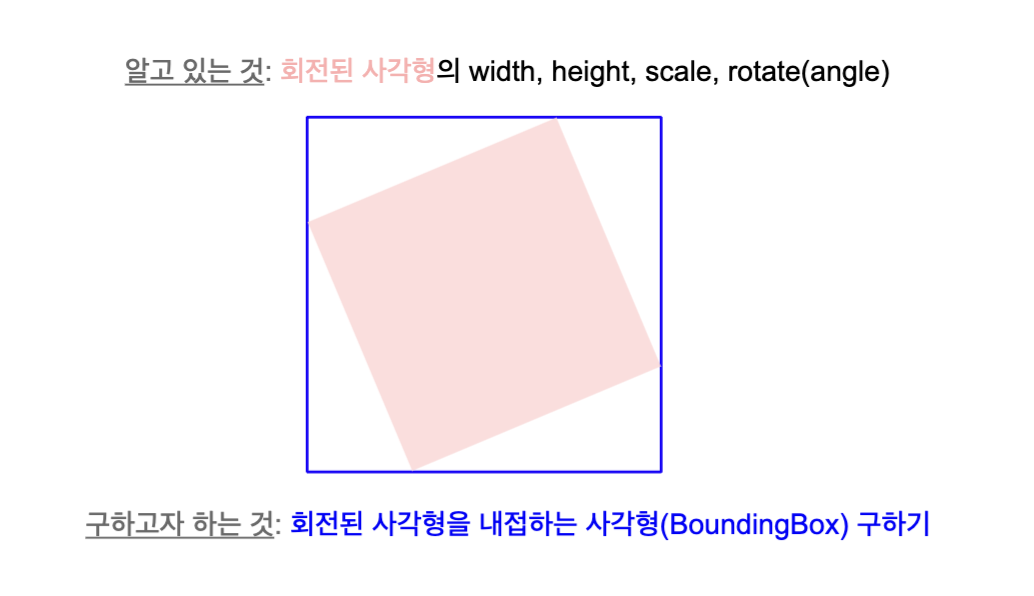 알고 있는 것: 회전된 사각형의 width, height, scale, rotate(angle)
구하고자 하는 것: 회전된 사각형을 내접하는 사각형(BoundingBox) 구하기